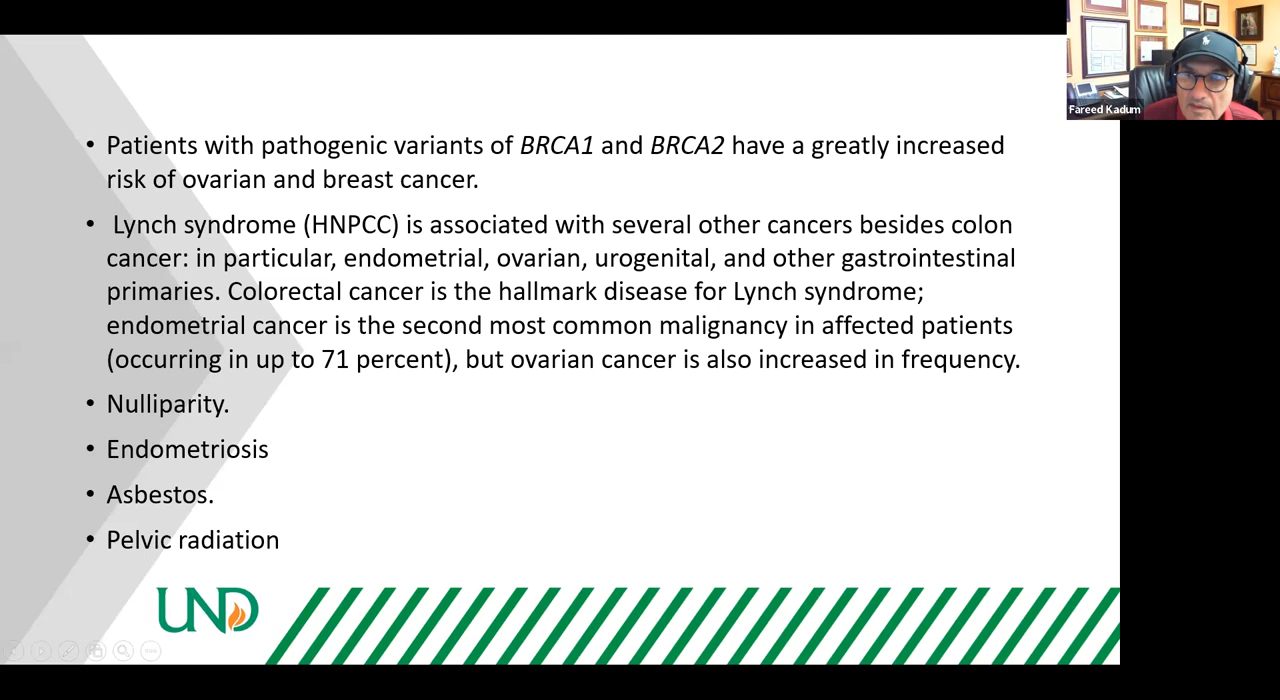 Fareed Kadum
• Patients with pathogenic variants of BRCA1 and BRCA2 have a greatly increased
risk of ovarian and breast cancer.
• Lynch syndrome (HNPCC) is associated with several other cancers besides colon
cancer: in particular, endometrial, ovarian, urogenital, and other gastrointestinal
primaries. Colorectal cancer is the hallmark disease for Lynch syndrome;
endometrial cancer is the second most common malignancy in affected patients
(occurring in up to 71 percent), but ovarian cancer is also increased in frequency.
• Nulliparity.
• Endometriosis
• Asbestos.
• Pelvic radiation
UND